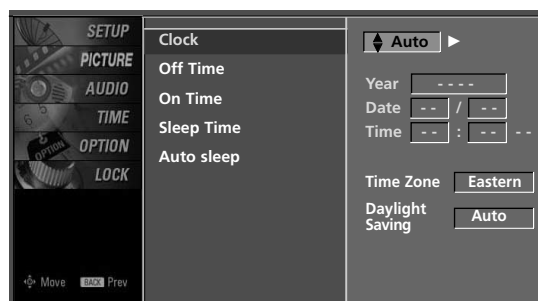 SETUP
PICTURE
AUDIO
TIME
OPTION
LOCK
Move BACK Prev
Clock
Off Time
On Time
Sleep Time
Auto sleep
Auto
Year - - - -
Date - - / - -
Time - - : - - - -
Time Zone Eastern
Daylight
Saving Auto